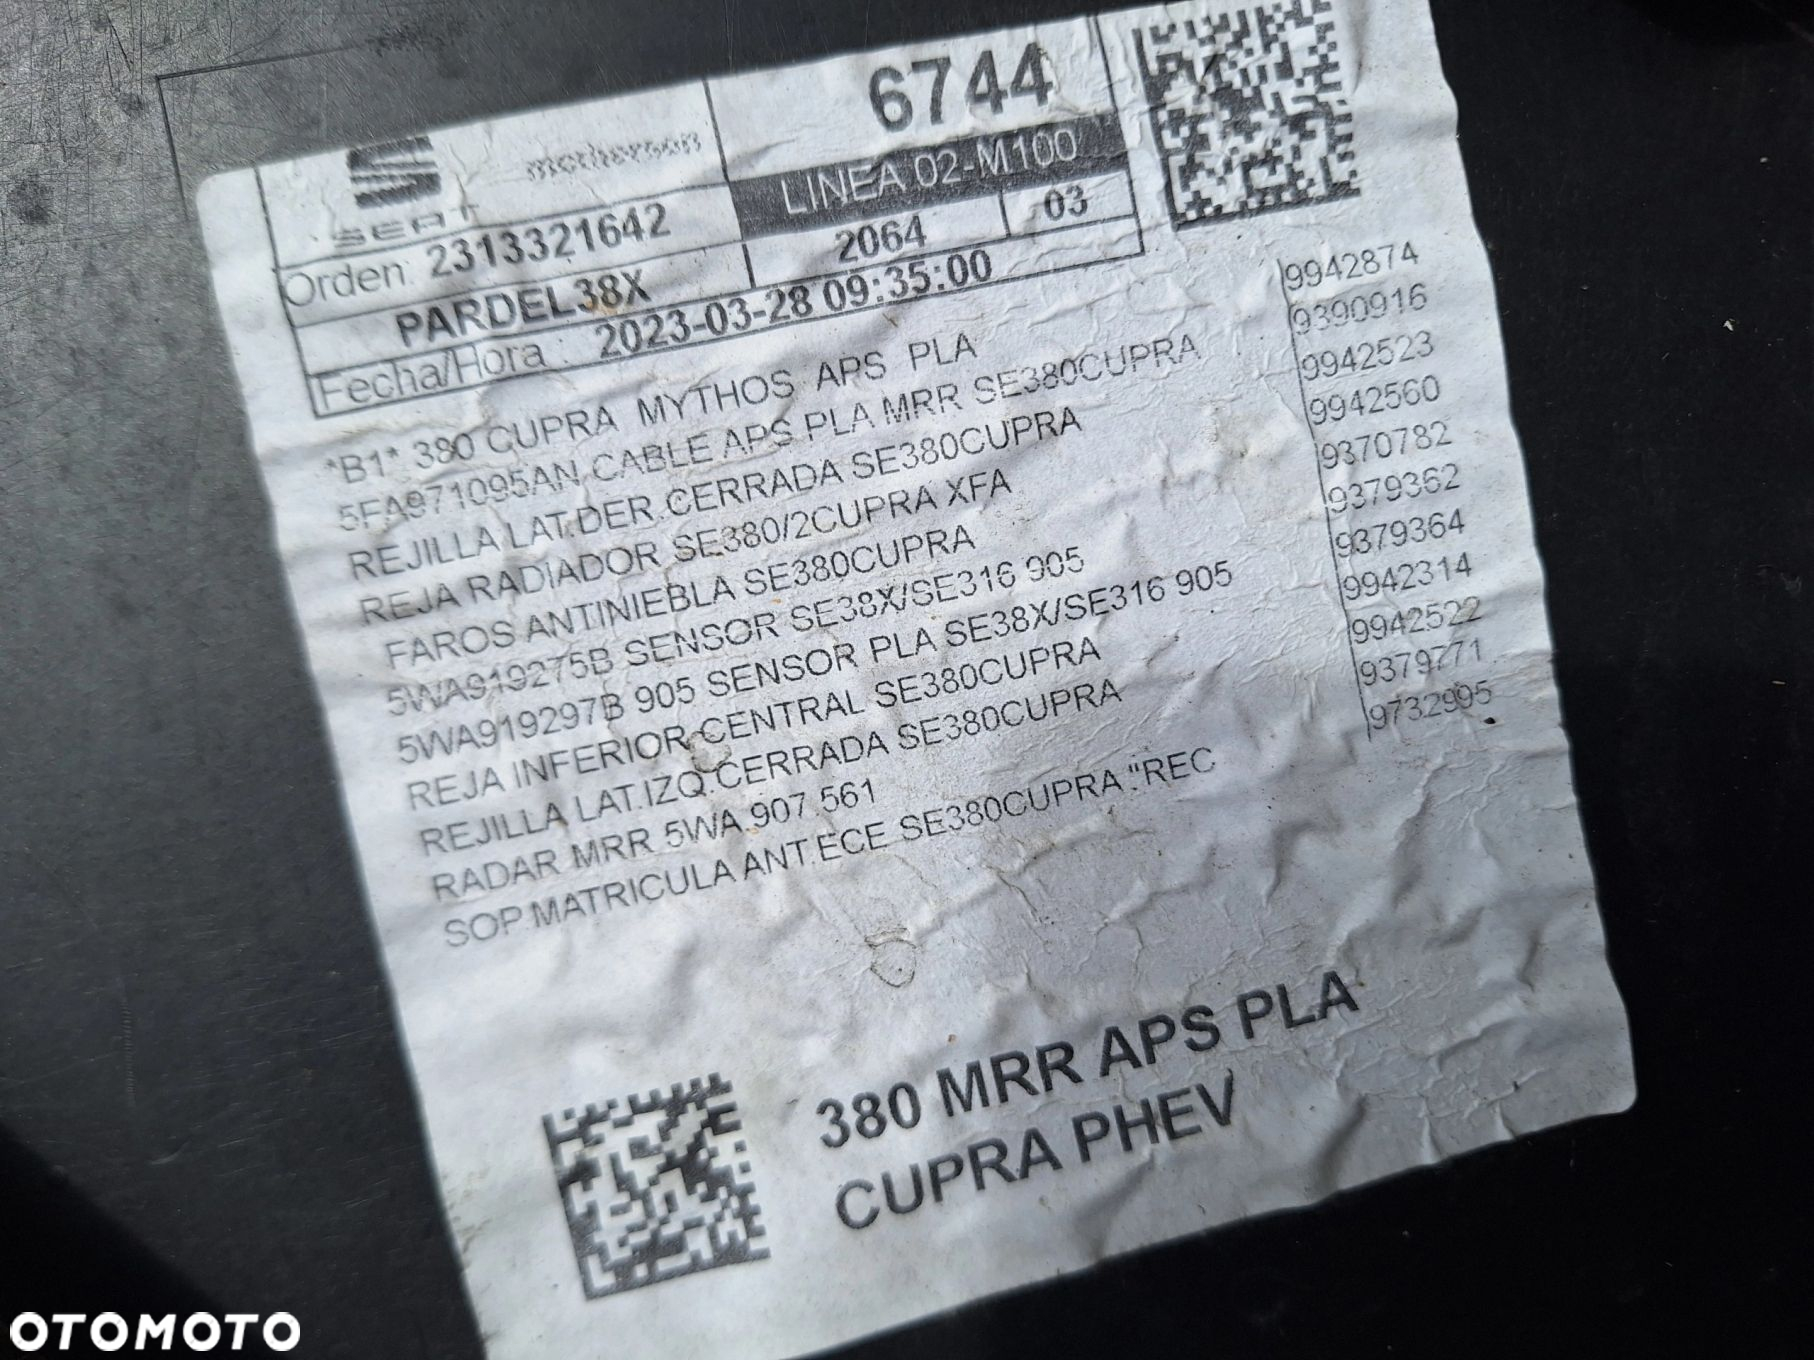 6744
SEAT
motherson
LINEA 02-M100
Orden: 2313321642
2064
03
PARDEL38X
Fecha/Hora : 2023-03-28 09:35:00
*B1* 380 CUPRA MYTHOS APS PLA 9942874
5FA971095AN CABLE APS PLA MRR SE380CUPRA 9390916
REJILLA LAT.DER.CERRADA SE380CUPRA 9942523
REJA RADIADOR SE380/2CUPRA XFA 9942560
FAROS ANTINIEBLA SE380CUPRA 9370782
5WA919275B SENSOR SE38X/SE316 905 9379362
5WA919297B 905 SENSOR PLA SE38X/SE316 905 9379364
REJA INFERIOR CENTRAL SE380CUPRA 9942314
REJILLA LAT.IZQ.CERRADA SE380CUPRA 9942522
RADAR MRR 5WA.907.561 9379771
SOP.MATRICULA ANT.ECE SE380CUPRA "REC 9732995
380 MRR APS PLA
CUPRA PHEV
OTOMOTO